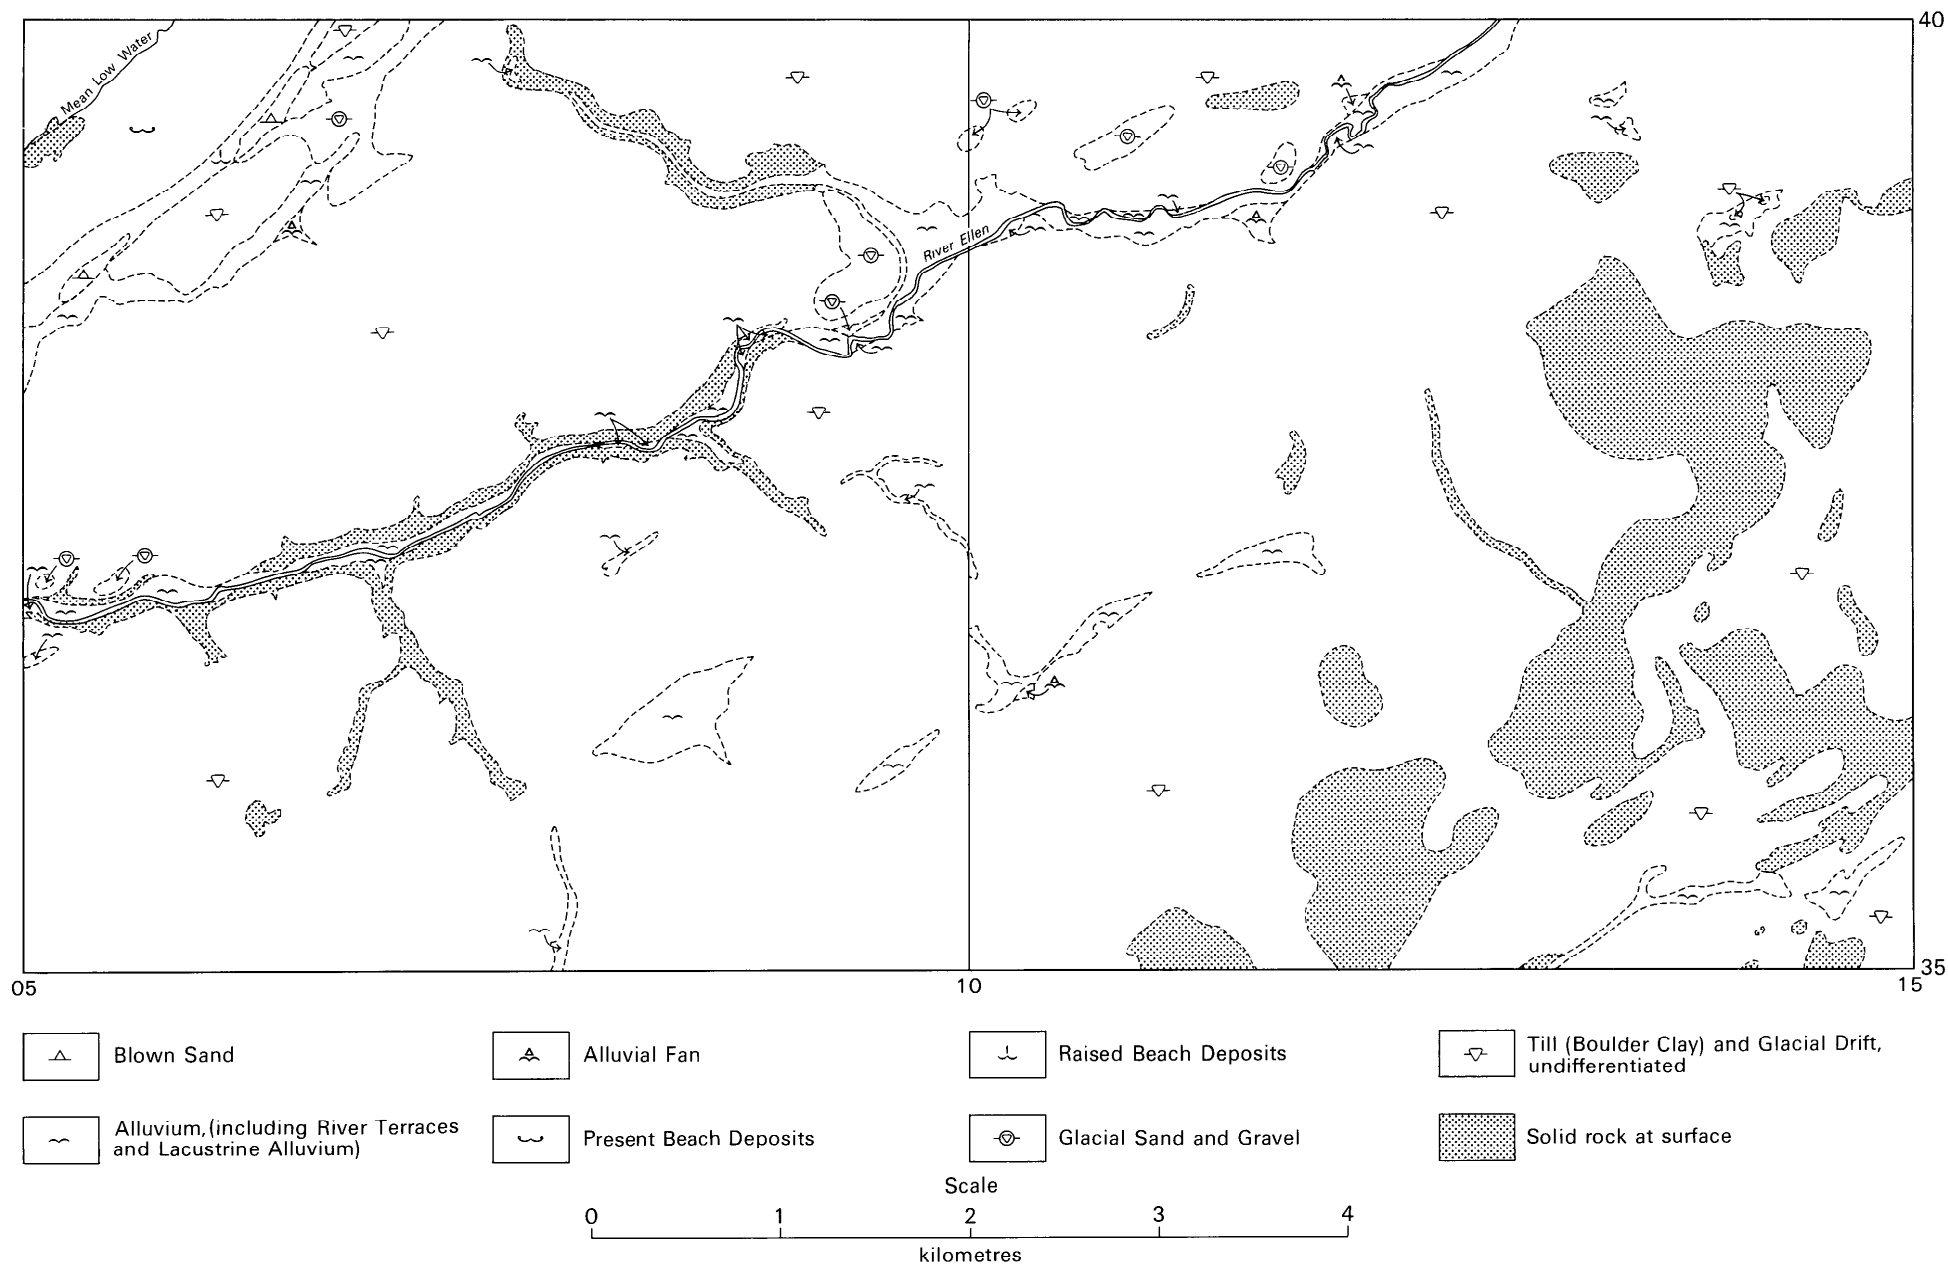 40
Mean Low Water
River Ellen
35
05
10
15
Blown Sand
Alluvial Fan
Raised Beach Deposits
Till (Boulder Clay) and Glacial Drift,
undifferentiated
Alluvium,(including River Terraces
and Lacustrine Alluvium)
Present Beach Deposits
Glacial Sand and Gravel
Solid rock at surface
Scale
0 1 2 3 4
kilometres